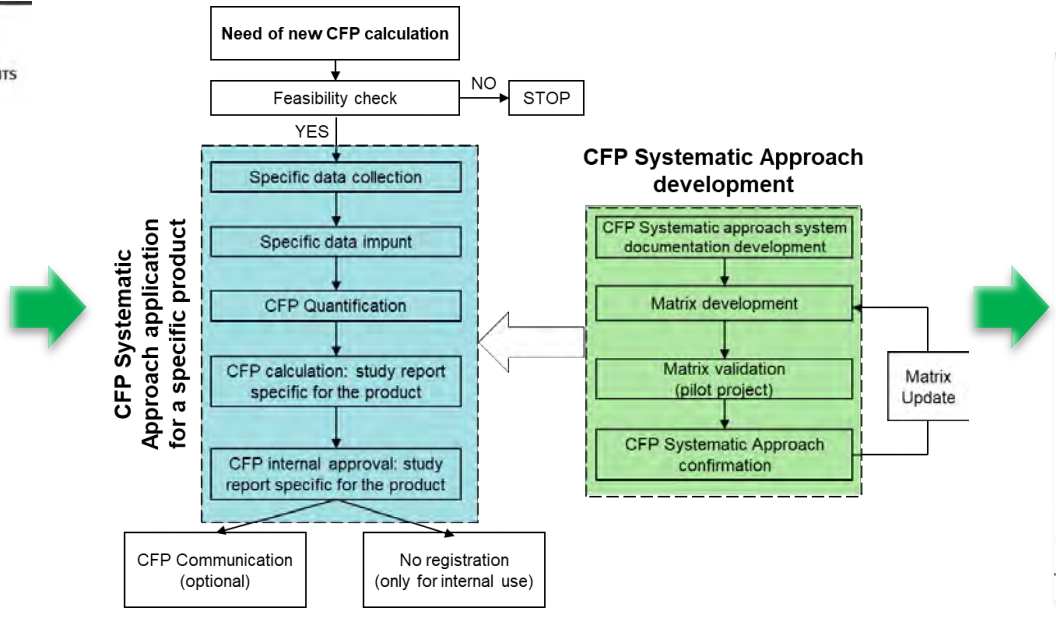 Need of new CFP calculation
Feasibility check
NO
STOP
YES
CFP Systematic
Approach application
for a specific product
Specific data collection
Specific data impunt
CFP Quantification
CFP calculation: study report
specific for the product
CFP internal approval: study
report specific for the product
CFP Communication
(optional)
No registration
(only for internal use)
CFP Systematic Approach
development
CFP Systematic approach system
documentation development
Matrix development
Matrix validation
(pilot project)
CFP Systematic Approach
confirmation
Matrix
Update